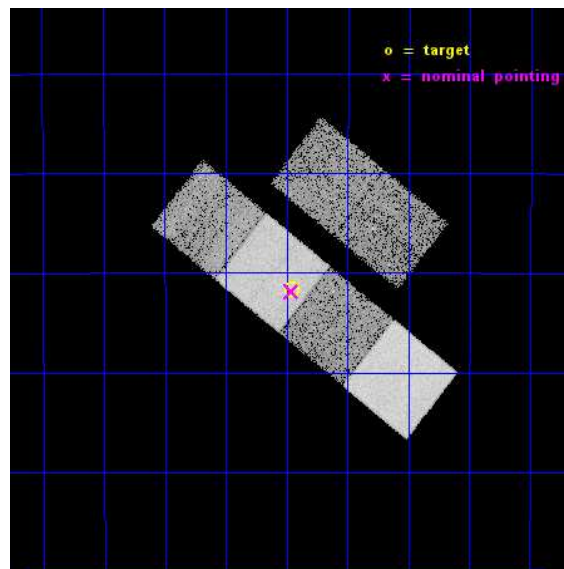 o = target
x = nominal pointing